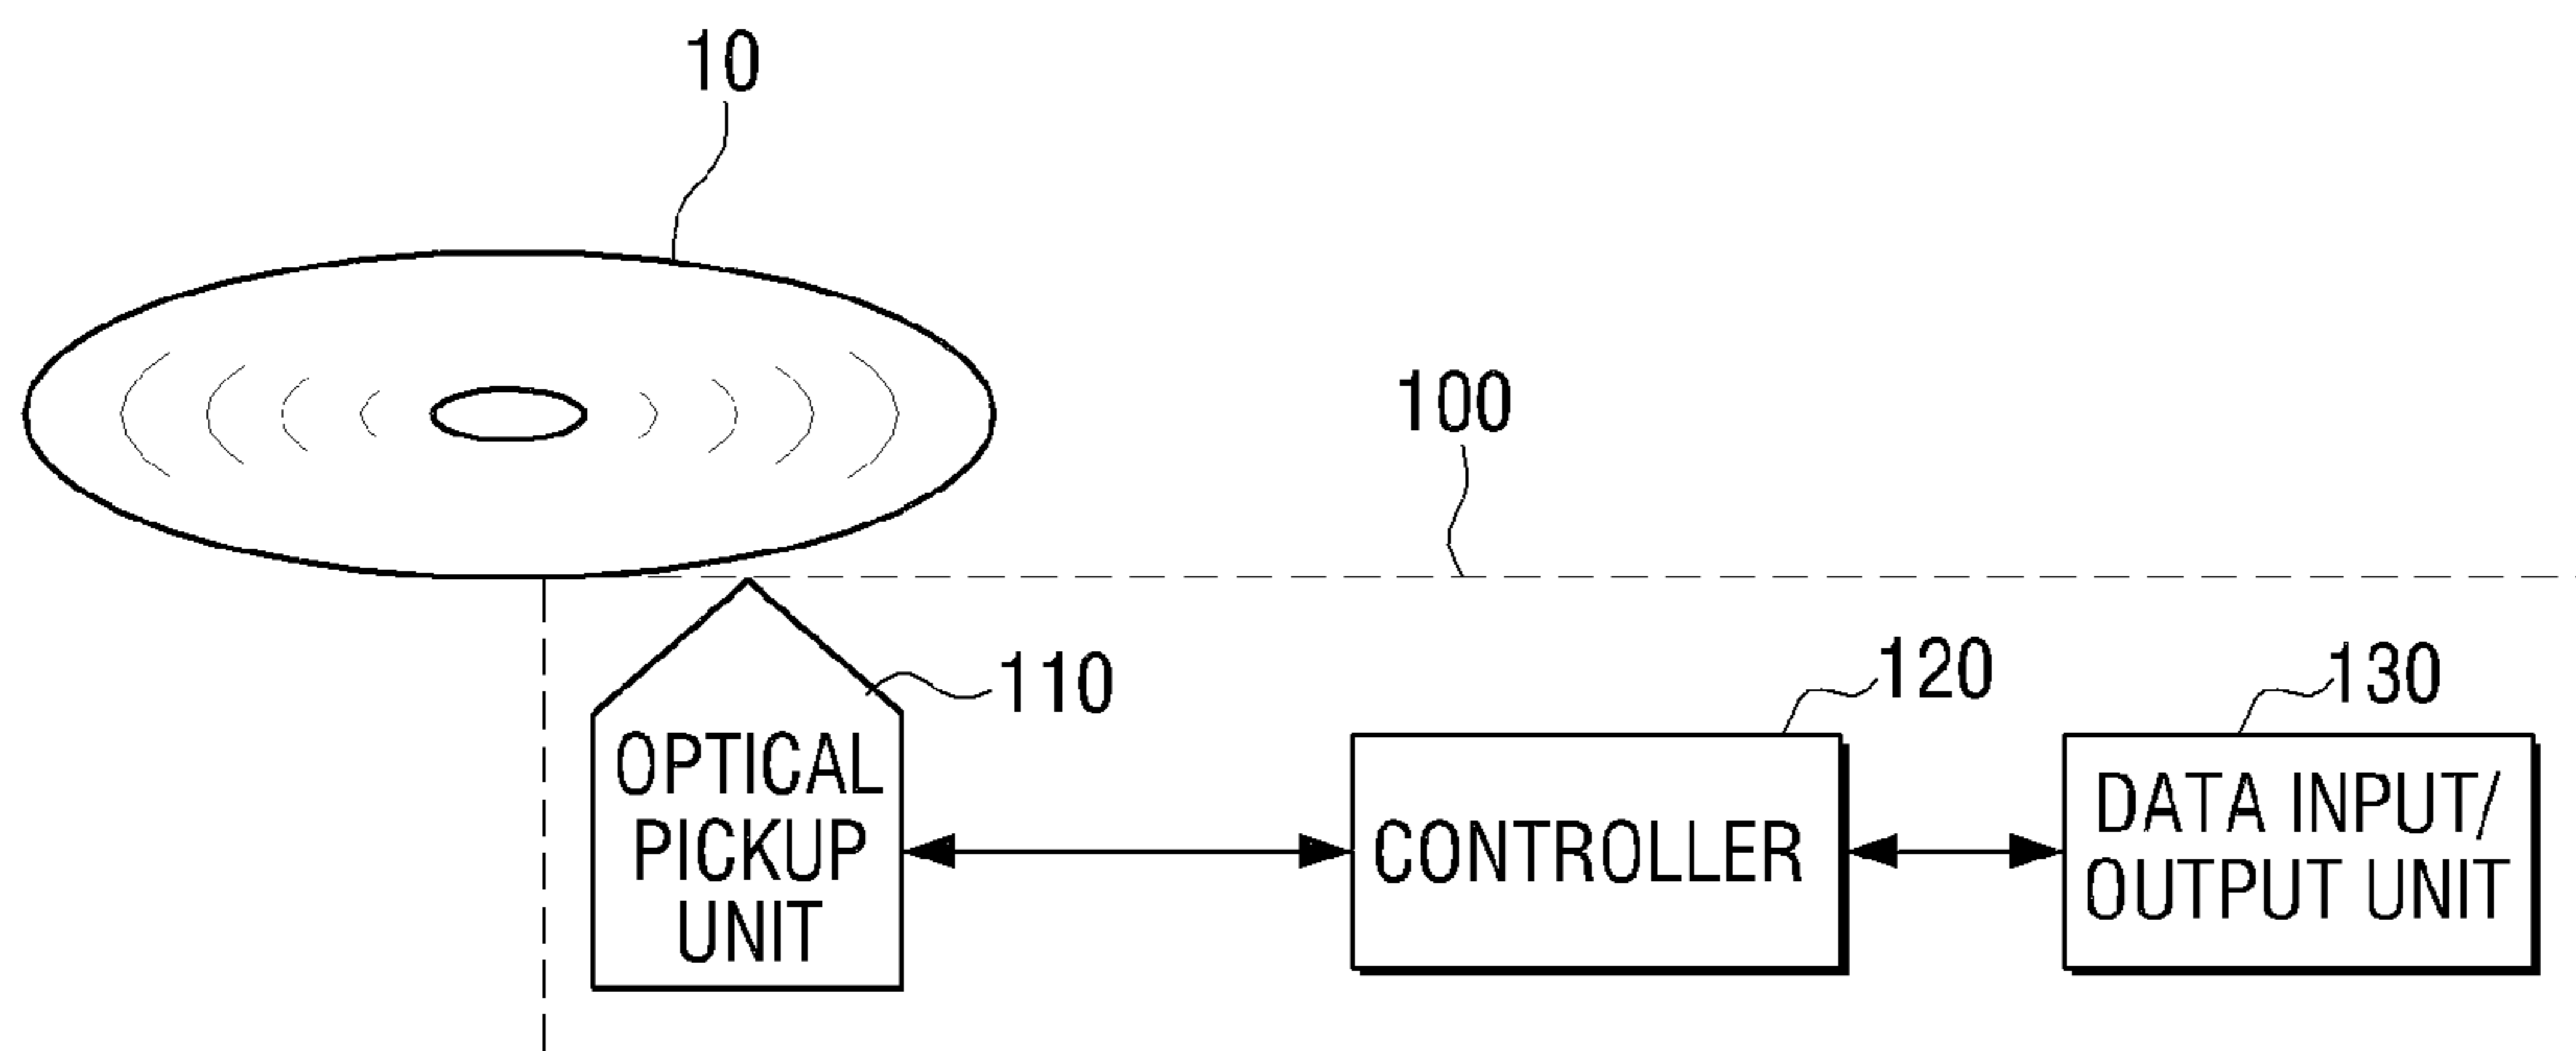 10
100
110
120
130
OPTICAL
PICKUP
UNIT
CONTROLLER
DATA INPUT/
OUTPUT UNIT